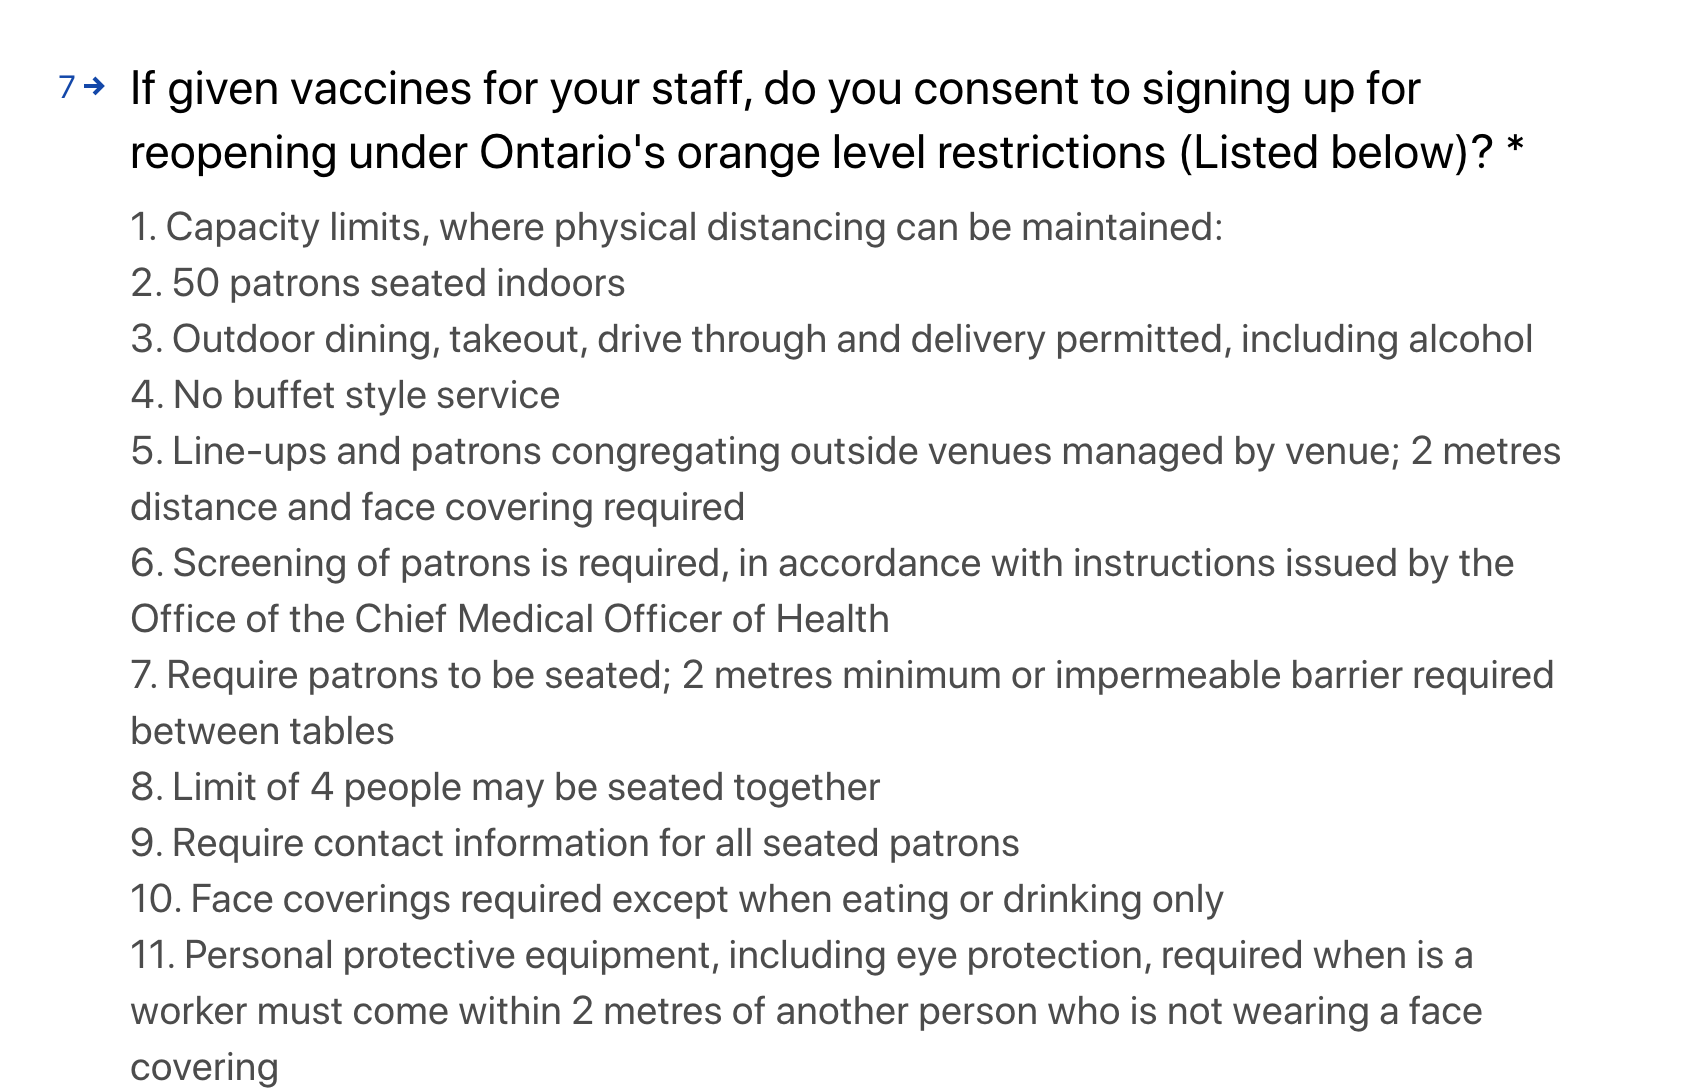 7→ If given vaccines for your staff, do you consent to signing up for
reopening under Ontario's orange level restrictions (Listed below)? *
1. Capacity limits, where physical distancing can be maintained:
2. 50 patrons seated indoors
3. Outdoor dining, takeout, drive through and delivery permitted, including alcohol
4. No buffet style service
5. Line-ups and patrons congregating outside venues managed by venue; 2 metres
distance and face covering required
6. Screening of patrons is required, in accordance with instructions issued by the
Office of the Chief Medical Officer of Health
7. Require patrons to be seated; 2 metres minimum or impermeable barrier required
between tables
8. Limit of 4 people may be seated together
9. Require contact information for all seated patrons
10. Face coverings required except when eating or drinking only
11. Personal protective equipment, including eye protection, required when is a
worker must come within 2 metres of another person who is not wearing a face
covering